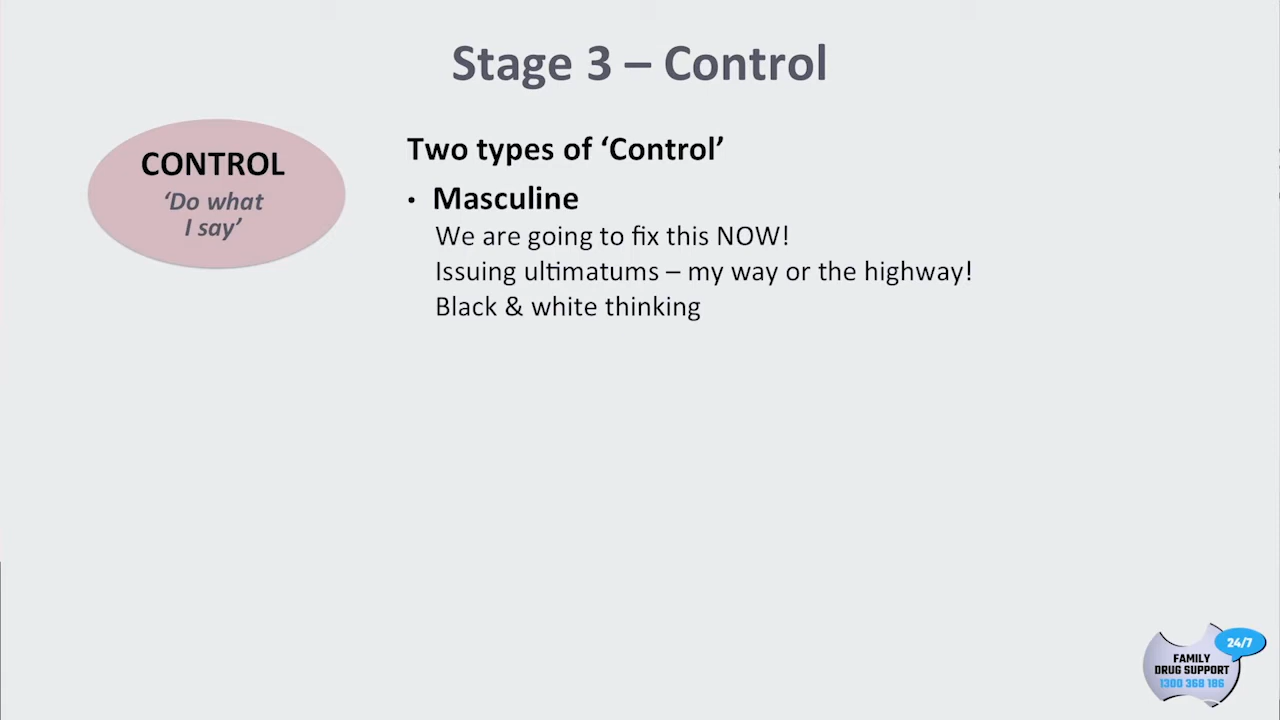 Stage 3 – Control
CONTROL
‘Do what
I say’
Two types of ‘Control’
• Masculine
We are going to fix this NOW!
Issuing ultimatums – my way or the highway!
Black & white thinking
24/7
FAMILY
DRUG SUPPORT
1300 368 186